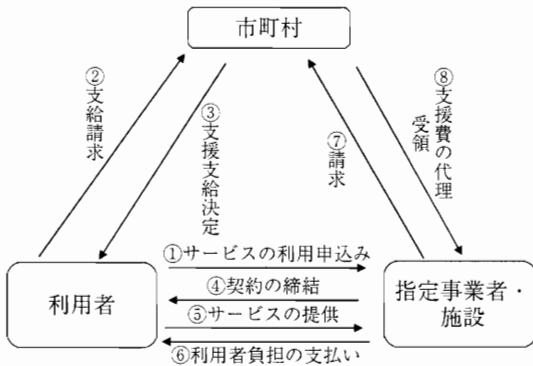 市町村
②支給請求
③支援支給決定
⑦請求
⑧支援費の代理
受領
①サービスの利用申込み
④契約の締結
⑤サービスの提供
⑥利用者負担の支払い
利用者
指定事業者・
施設